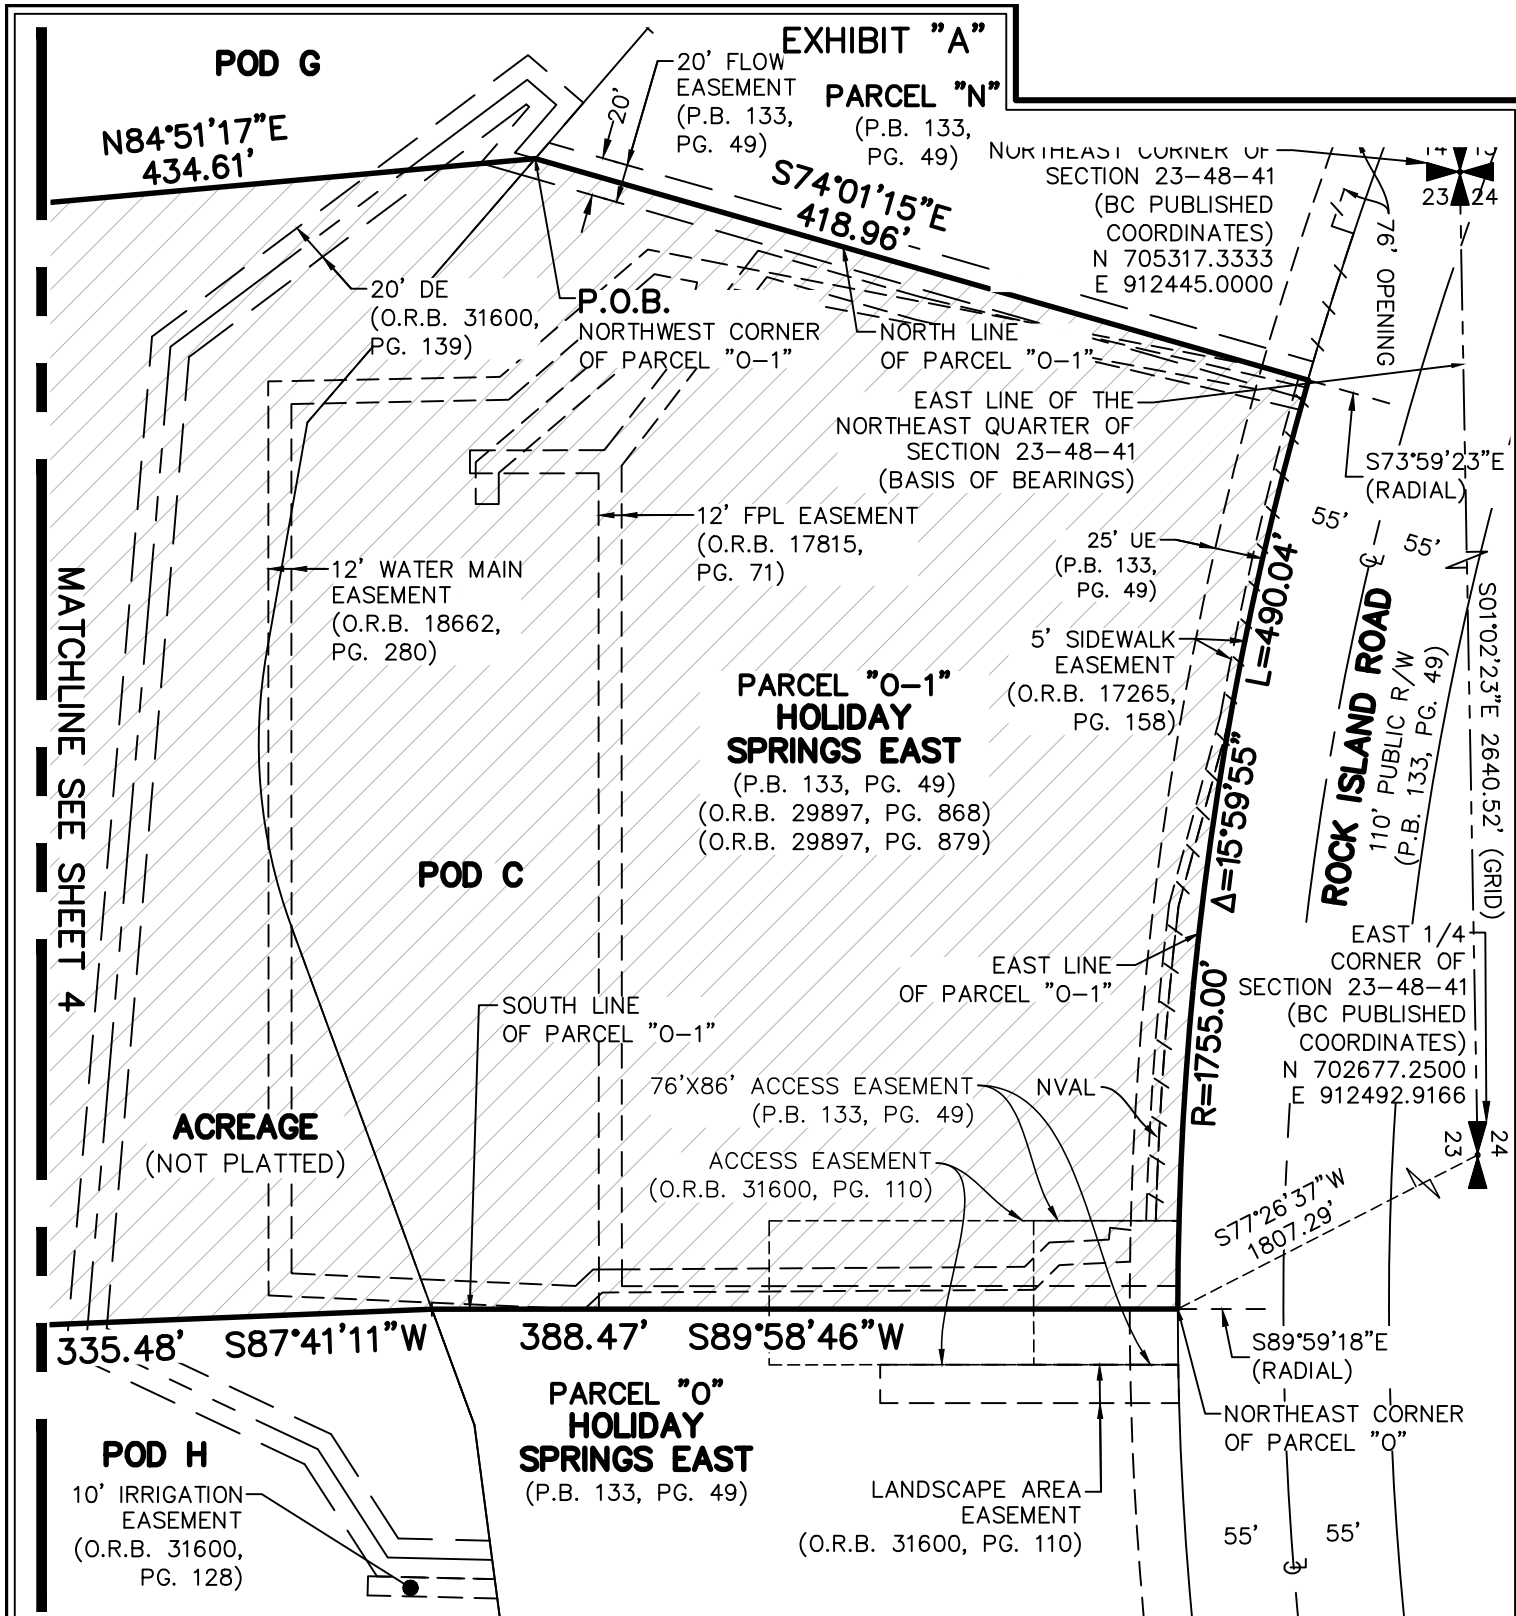 EXHIBIT "A"
POD G
20' FLOW
EASEMENT
(P.B. 133,
PG. 49)
20'
PARCEL "N"
(P.B. 133,
PG. 49)
N84°51'17"E
434.61'
S74°01'15"E
418.96'
NORTHEAST CORNER OF
SECTION 23-48-41
(BC PUBLISHED
COORDINATES)
N 705317.3333
E 912445.0000
14 13
23 24
76' OPENING
20' DE
(O.R.B. 31600,
PG. 139)
P.O.B.
NORTHWEST CORNER
OF PARCEL "O-1"
NORTH LINE
OF PARCEL "O-1"
EAST LINE OF THE
NORTHEAST QUARTER OF
SECTION 23-48-41
(BASIS OF BEARINGS)
S73°59'23"E
(RADIAL)
55'
55'
12' FPL EASEMENT
(O.R.B. 17815,
PG. 71)
25' UE
(P.B. 133,
PG. 49)
12' WATER MAIN
EASEMENT
(O.R.B. 18662,
PG. 280)
MATCHLINE SEE SHEET 4
5' SIDEWALK
EASEMENT
(O.R.B. 17265,
PG. 158)
R=1755.00' Δ=15°59'55" L=490.04'
ROCK ISLAND ROAD
110' PUBLIC R/W
(P.B. 133, PG. 49)
S01°02'23"E 2640.52' (GRID)
PARCEL "O-1"
HOLIDAY
SPRINGS EAST
(P.B. 133, PG. 49)
(O.R.B. 29897, PG. 868)
(O.R.B. 29897, PG. 879)
POD C
EAST LINE
OF PARCEL "O-1"
EAST 1/4
CORNER OF
SECTION 23-48-41
(BC PUBLISHED
COORDINATES)
N 702677.2500
E 912492.9166
23 24
SOUTH LINE
OF PARCEL "O-1"
76'X86' ACCESS EASEMENT
(P.B. 133, PG. 49)
NVAL
ACREAGE
(NOT PLATTED)
ACCESS EASEMENT
(O.R.B. 31600, PG. 110)
S77°26'37"W
1807.29'
335.48' S87°41'11"W 388.47' S89°58'46"W
S89°59'18"E
(RADIAL)
PARCEL "O"
HOLIDAY
SPRINGS EAST
(P.B. 133, PG. 49)
NORTHEAST CORNER
OF PARCEL "O"
POD H
10' IRRIGATION
EASEMENT
(O.R.B. 31600,
PG. 128)
LANDSCAPE AREA
EASEMENT
(O.R.B. 31600, PG. 110)
55' 55'